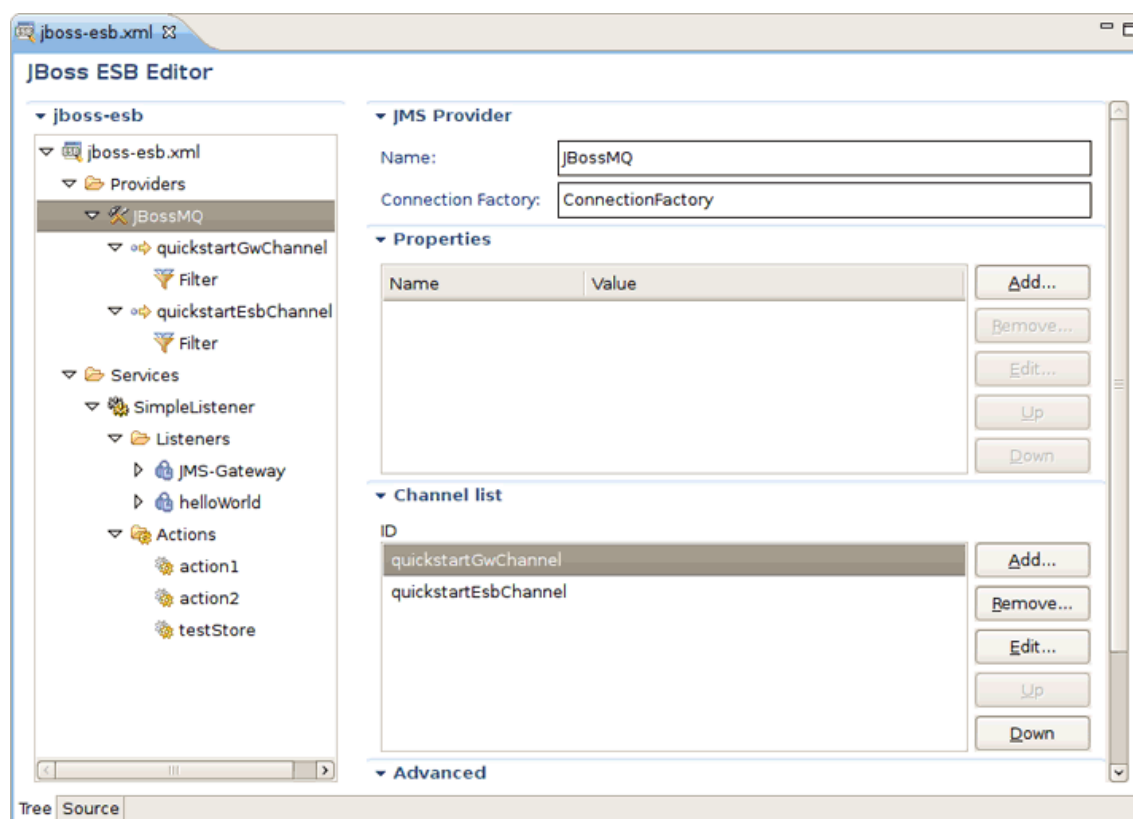 jboss-esb.xml
JBoss ESB Editor
jboss-esb
jboss-esb.xml
Providers
JBossMQ
quickstartGwChannel
Filter
quickstartEsbChannel
Filter
Services
SimpleListener
Listeners
JMS-Gateway
helloWorld
Actions
action1
action2
testStore
JMS Provider
Name: JBossMQ
Connection Factory: ConnectionFactory
Properties
Name Value
Add...
Remove...
Edit...
Up
Down
Channel list
ID
quickstartGwChannel
quickstartEsbChannel
Add...
Remove...
Edit...
Up
Down
Advanced
Tree Source